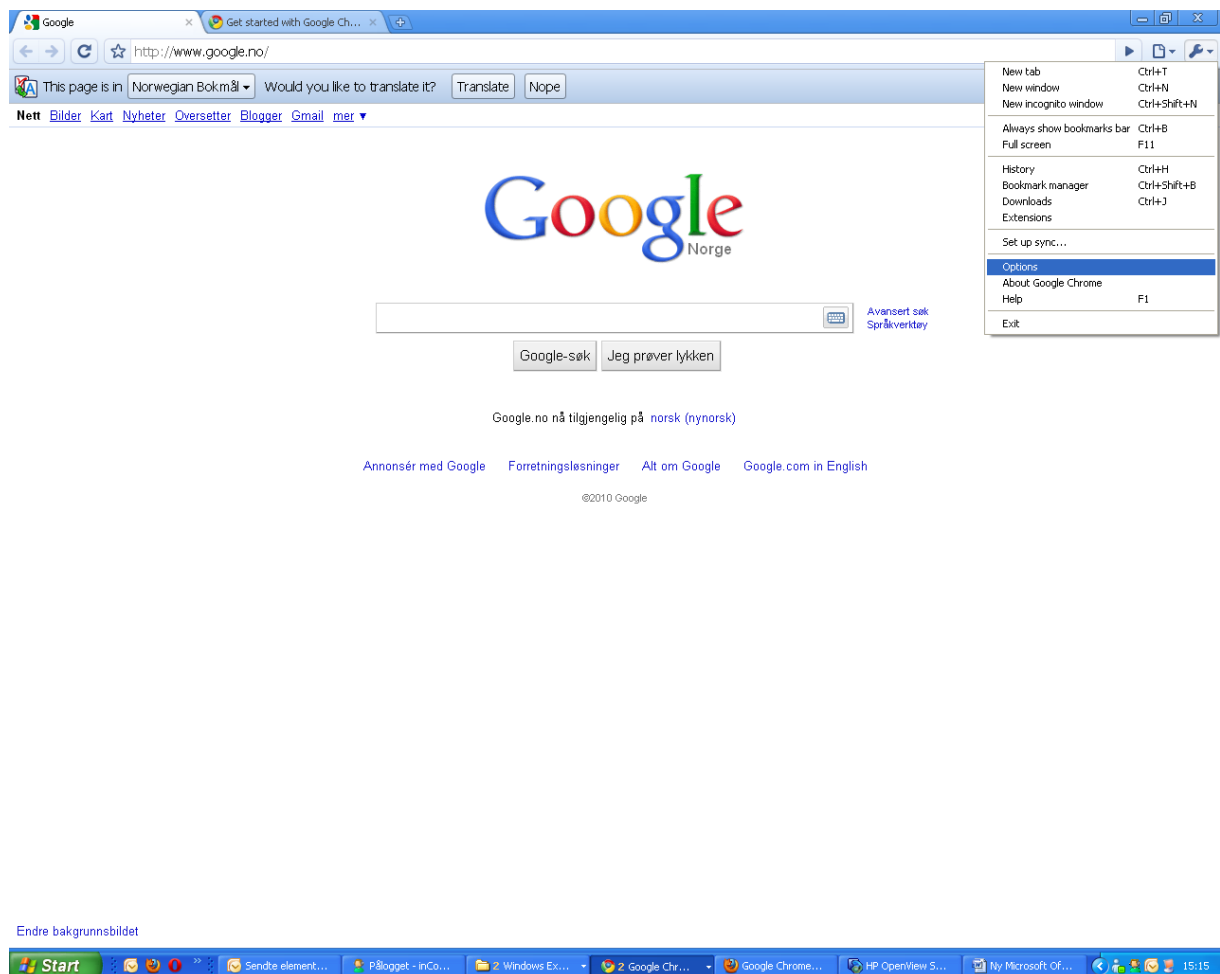 Google
Get started with Google Ch...
http://www.google.no/
This page is in Norwegian Bokmål Would you like to translate it? Translate Nope
Nett Bilder Kart Nyheter Oversetter Blogger Gmail mer ▼
New tab Ctrl+T
New window Ctrl+N
New incognito window Ctrl+Shift+N
Always show bookmarks bar Ctrl+B
Full screen F11
History Ctrl+H
Bookmark manager Ctrl+Shift+B
Downloads Ctrl+J
Extensions
Set up sync...
Options
About Google Chrome
Help F1
Exit
Google
Norge
Avansert søk
Språkverktøy
Google-søk Jeg prøver lykken
Google.no nå tilgjengelig på norsk (nynorsk)
Annonsér med Google Forretningsløsninger Alt om Google Google.com in English
©2010 Google
Endre bakgrunnsbildet
Start Sendte element... Pålogget - inCo... 2 Windows Ex... 2 Google Chr... Google Chrome... HP OpenView S... Ny Microsoft Of... 15:15